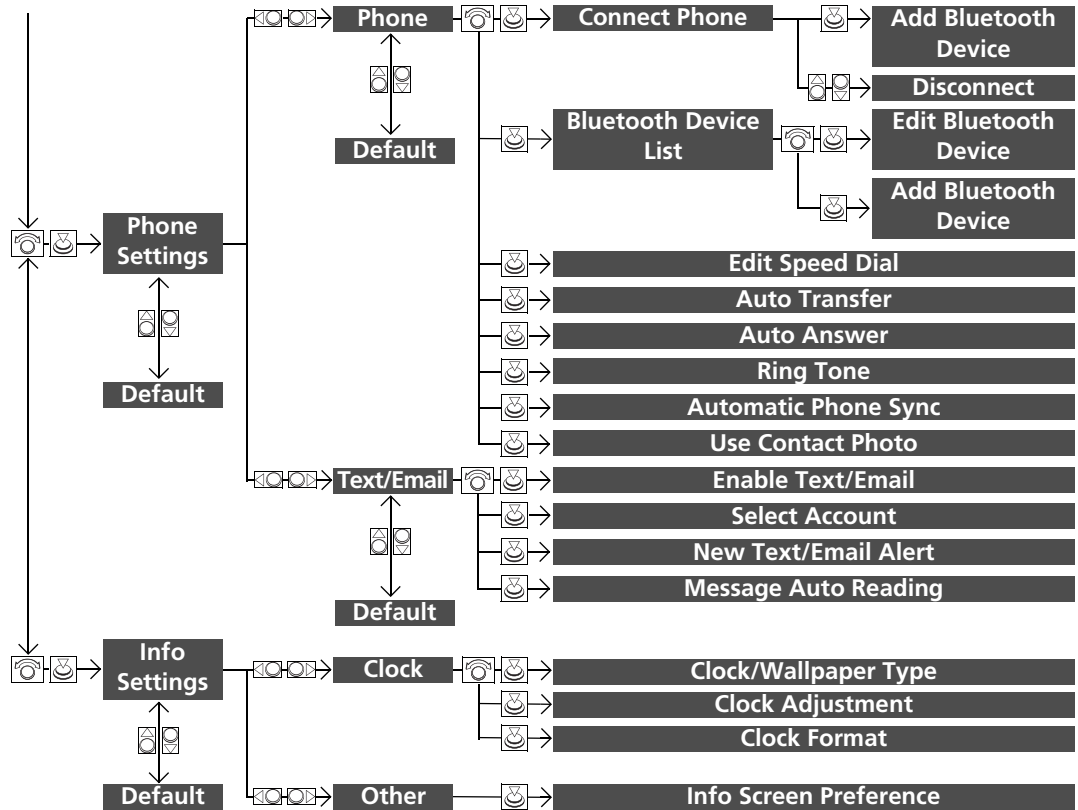 Phone
Connect Phone
Add Bluetooth
Device
Disconnect
Default
Bluetooth Device
List
Edit Bluetooth
Device
Add Bluetooth
Device
Phone
Settings
Default
Edit Speed Dial
Auto Transfer
Auto Answer
Ring Tone
Automatic Phone Sync
Use Contact Photo
Text/Email
Enable Text/Email
Select Account
New Text/Email Alert
Message Auto Reading
Default
Info
Settings
Default
Clock
Clock/Wallpaper Type
Clock Adjustment
Clock Format
Other
Info Screen Preference